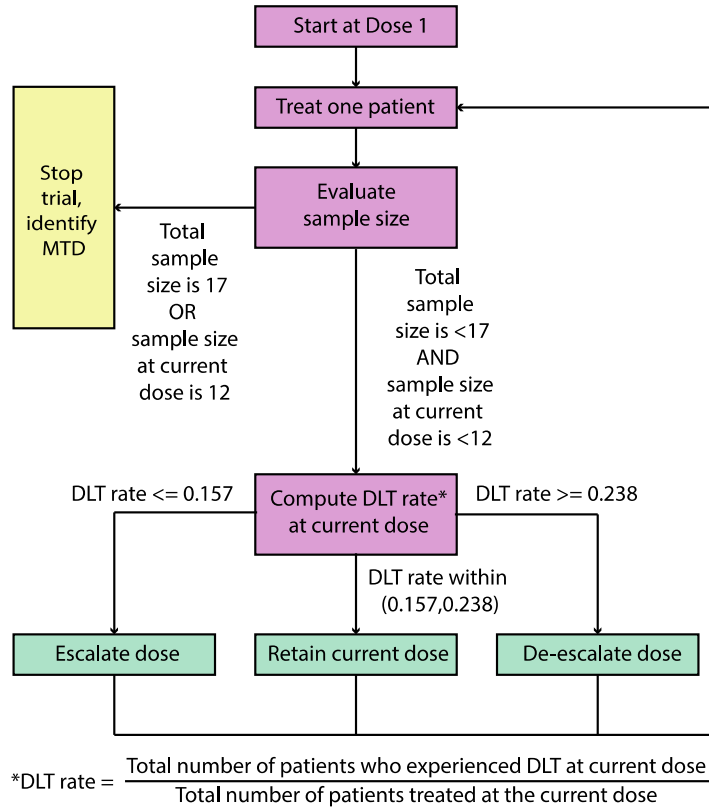 Start at Dose 1
Treat one patient
Stop
trial,
identify
MTD
Evaluate
sample size
Total
sample
size is 17
OR
sample size
at current
dose is 12
Total
sample
size is <17
AND
sample size
at current
dose is <12
DLT rate <= 0.157
Compute DLT rate*
at current dose
DLT rate >= 0.238
DLT rate within
(0.157,0.238)
Escalate dose
Retain current dose
De-escalate dose
*DLT rate =
Total number of patients who experienced DLT at current dose
Total number of patients treated at the current dose